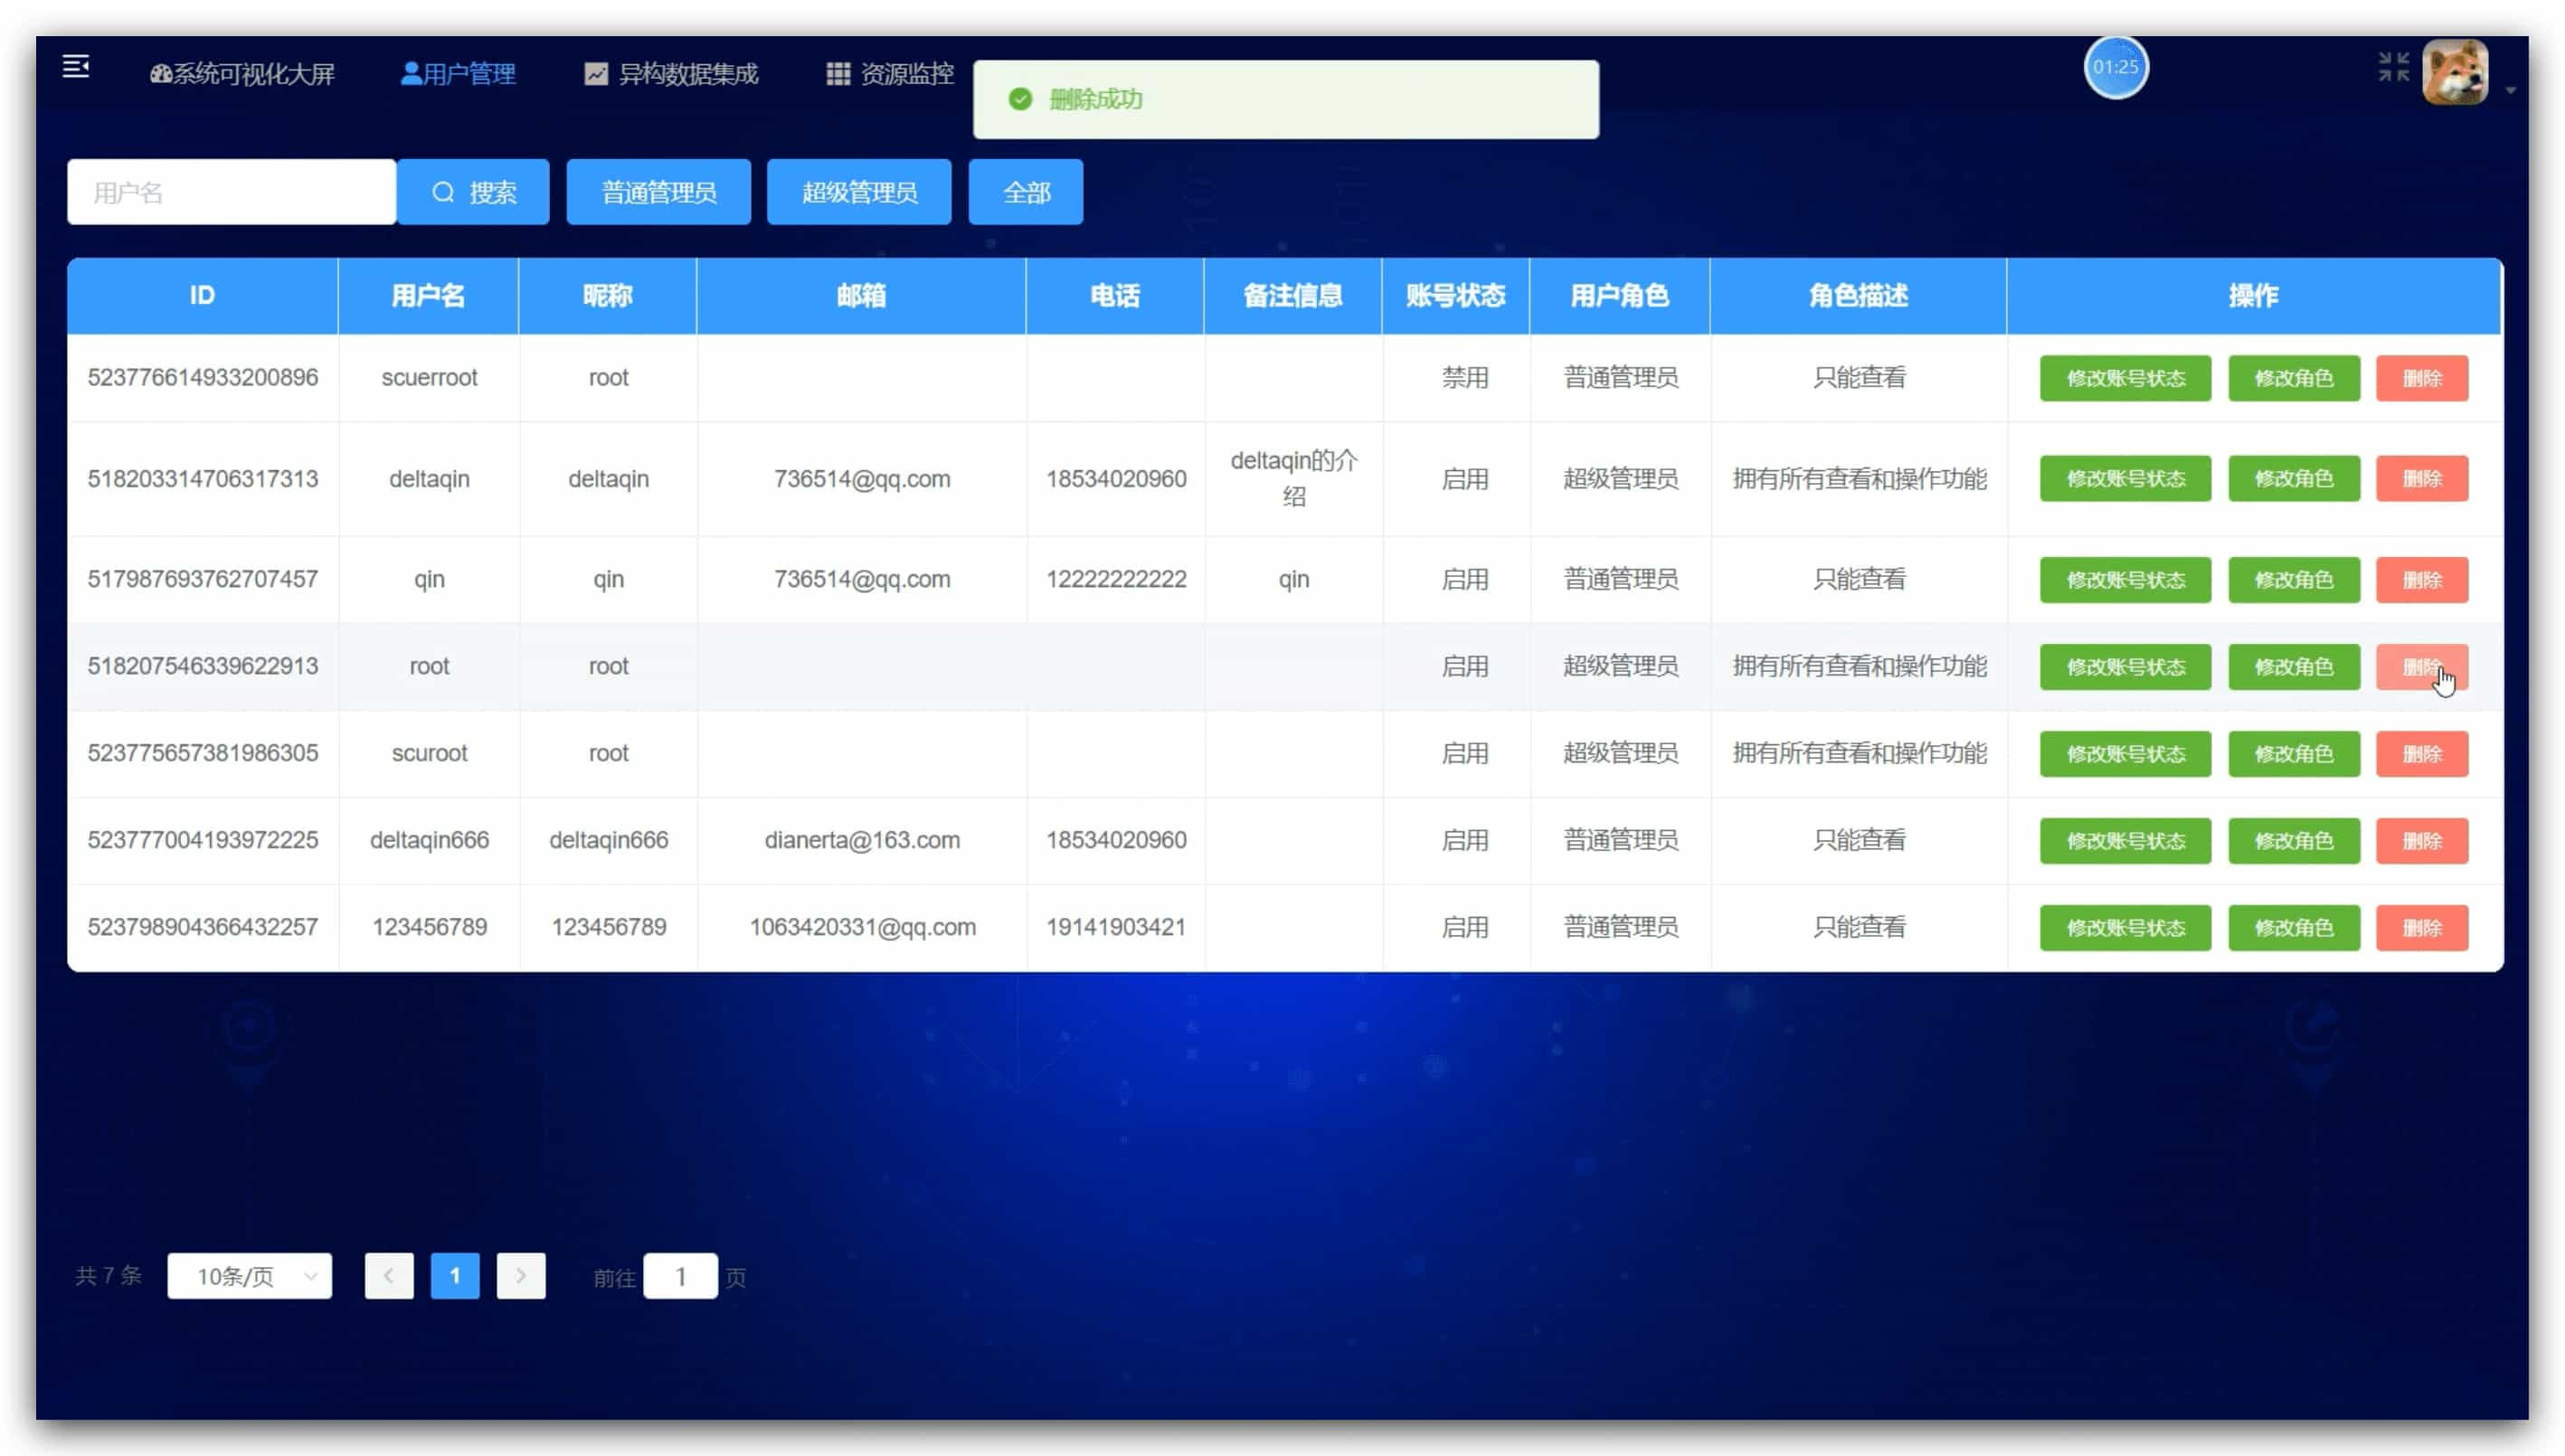 系统可视化大屏 用户管理 异构数据集成 资源监控 01:25
删除成功
用户名 搜索 普通管理员 超级管理员 全部
ID 用户名 昵称 邮箱 电话 备注信息 账号状态 用户角色 角色描述 操作
523776614933200896 scuerroot root 禁用 普通管理员 只能查看 修改账号状态 修改角色 删除
518203314706317313 deltaqin deltaqin 736514@qq.com 18534020960 deltaqin的介 启用 超级管理员 拥有所有查看和操作功能 修改账号状态 修改角色 删除
绍
517987693762707457 qin qin 736514@qq.com 12222222222 qin 启用 普通管理员 只能查看 修改账号状态 修改角色 删除
518207546339622913 root root 启用 超级管理员 拥有所有查看和操作功能 修改账号状态 修改角色 删除
523775657381986305 scuroot root 启用 超级管理员 拥有所有查看和操作功能 修改账号状态 修改角色 删除
523777004193972225 deltaqin666 deltaqin666 dianerta@163.com 18534020960 启用 普通管理员 只能查看 修改账号状态 修改角色 删除
523798904366432257 123456789 123456789 1063420331@qq.com 19141903421 启用 普通管理员 只能查看 修改账号状态 修改角色 删除
共 7 条 10条/页 1 前往 1 页